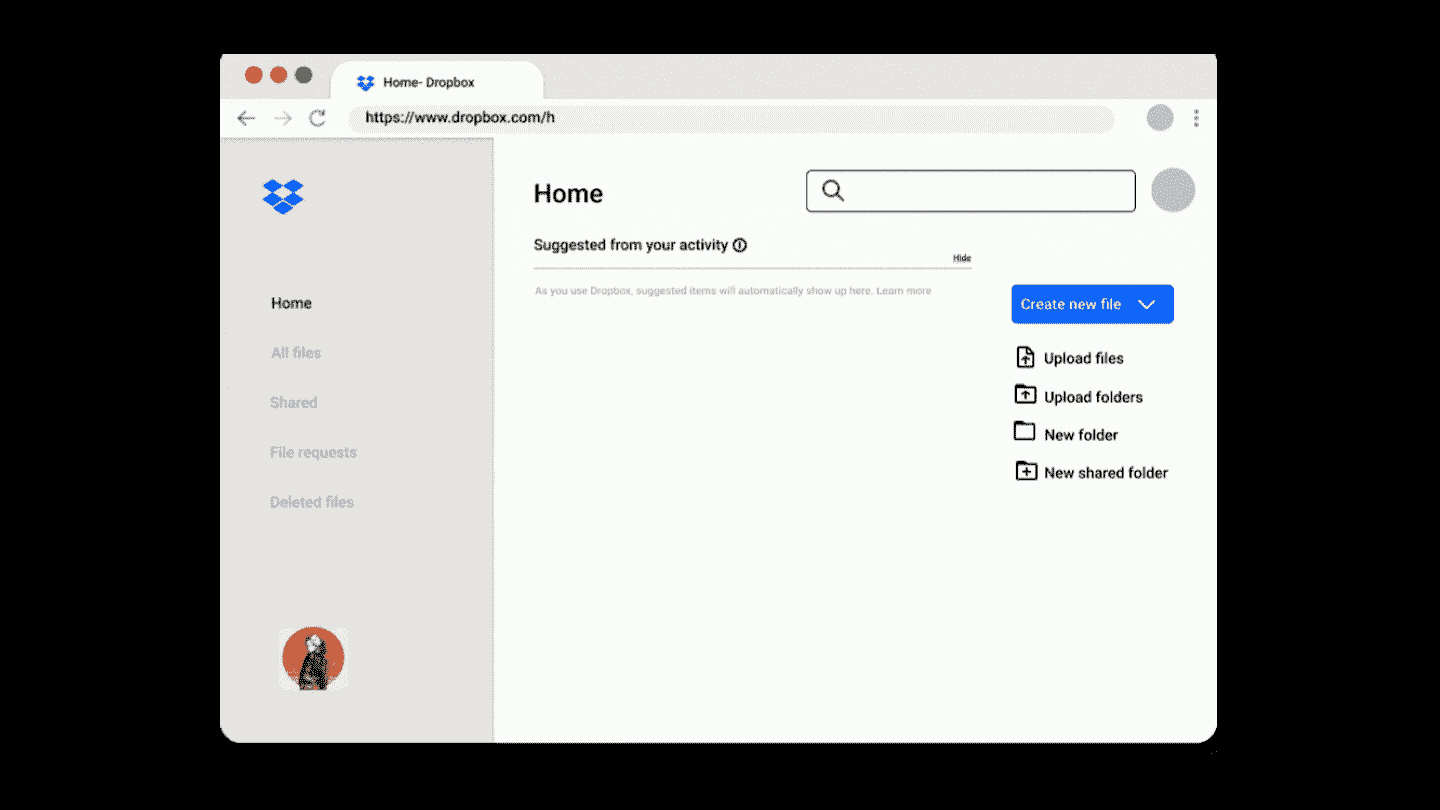 Home- Dropbox
https://www.dropbox.com/h
Home
All files
Shared
File requests
Deleted files
Home
Suggested from your activity
Hide
As you use Dropbox, suggested items will automatically show up here. Learn more
Create new file
Upload files
Upload folders
New folder
New shared folder